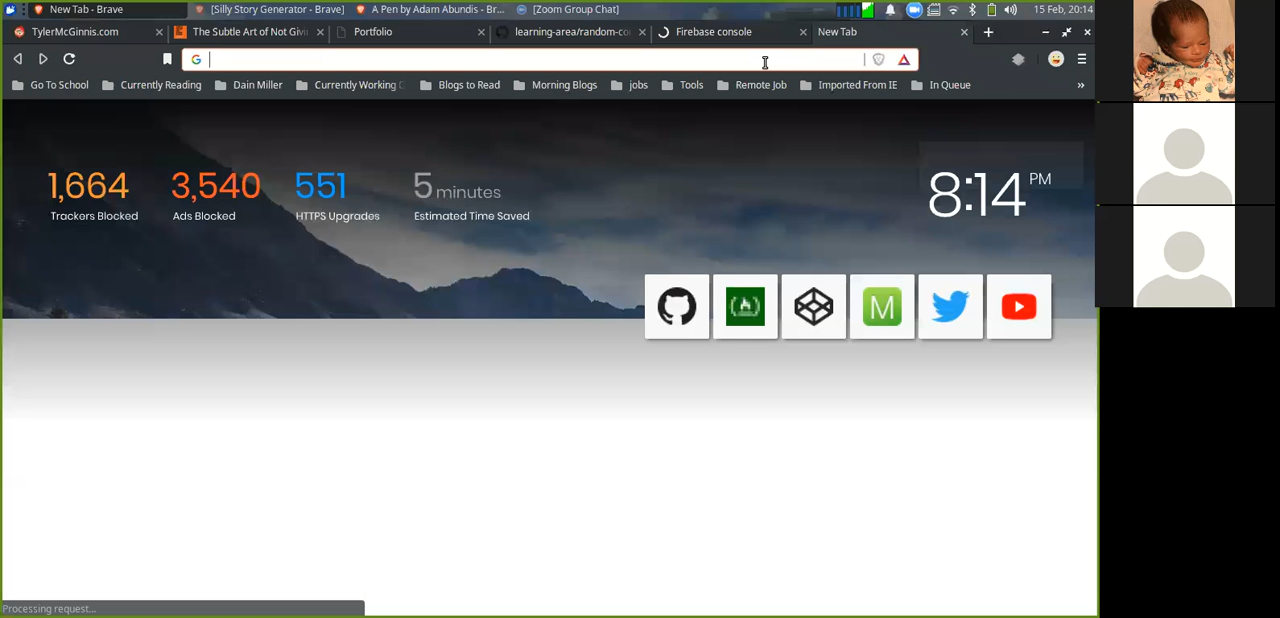 New Tab - Brave [Silly Story Generator - Brave] A Pen by Adam Abundis - Br... [Zoom Group Chat] 15 Feb, 20:14
TylerMcGinnis.com The Subtle Art of Not Givi Portfolio learning-area/random-col Firebase console New Tab
Go To School Currently Reading Dain Miller Currently Working Blogs to Read Morning Blogs jobs Tools Remote Job Imported From IE In Queue »
1,664 3,540 551 5 minutes
Trackers Blocked Ads Blocked HTTPS Upgrades Estimated Time Saved
8:14 PM
M
Processing request...